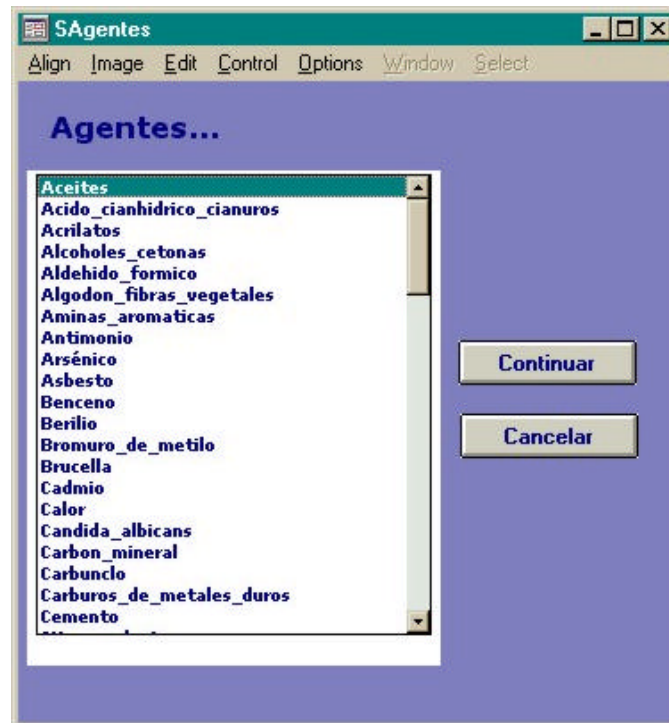 SAgentes
Align Image Edit Control Options Window Select
Agentes...
Aceites
Acido_cianhidrico_cianuros
Acrilatos
Alcoholes_cetonas
Aldehido_formico
Algodon_fibras_vegetales
Aminas_aromaticas
Antimonio
Arsénico
Asbesto
Benceno
Berilio
Bromuro_de_metilo
Brucella
Cadmio
Calor
Candida_albicans
Carbon_mineral
Carbunclo
Carburos_de_metales_duros
Cemento
Continuar
Cancelar